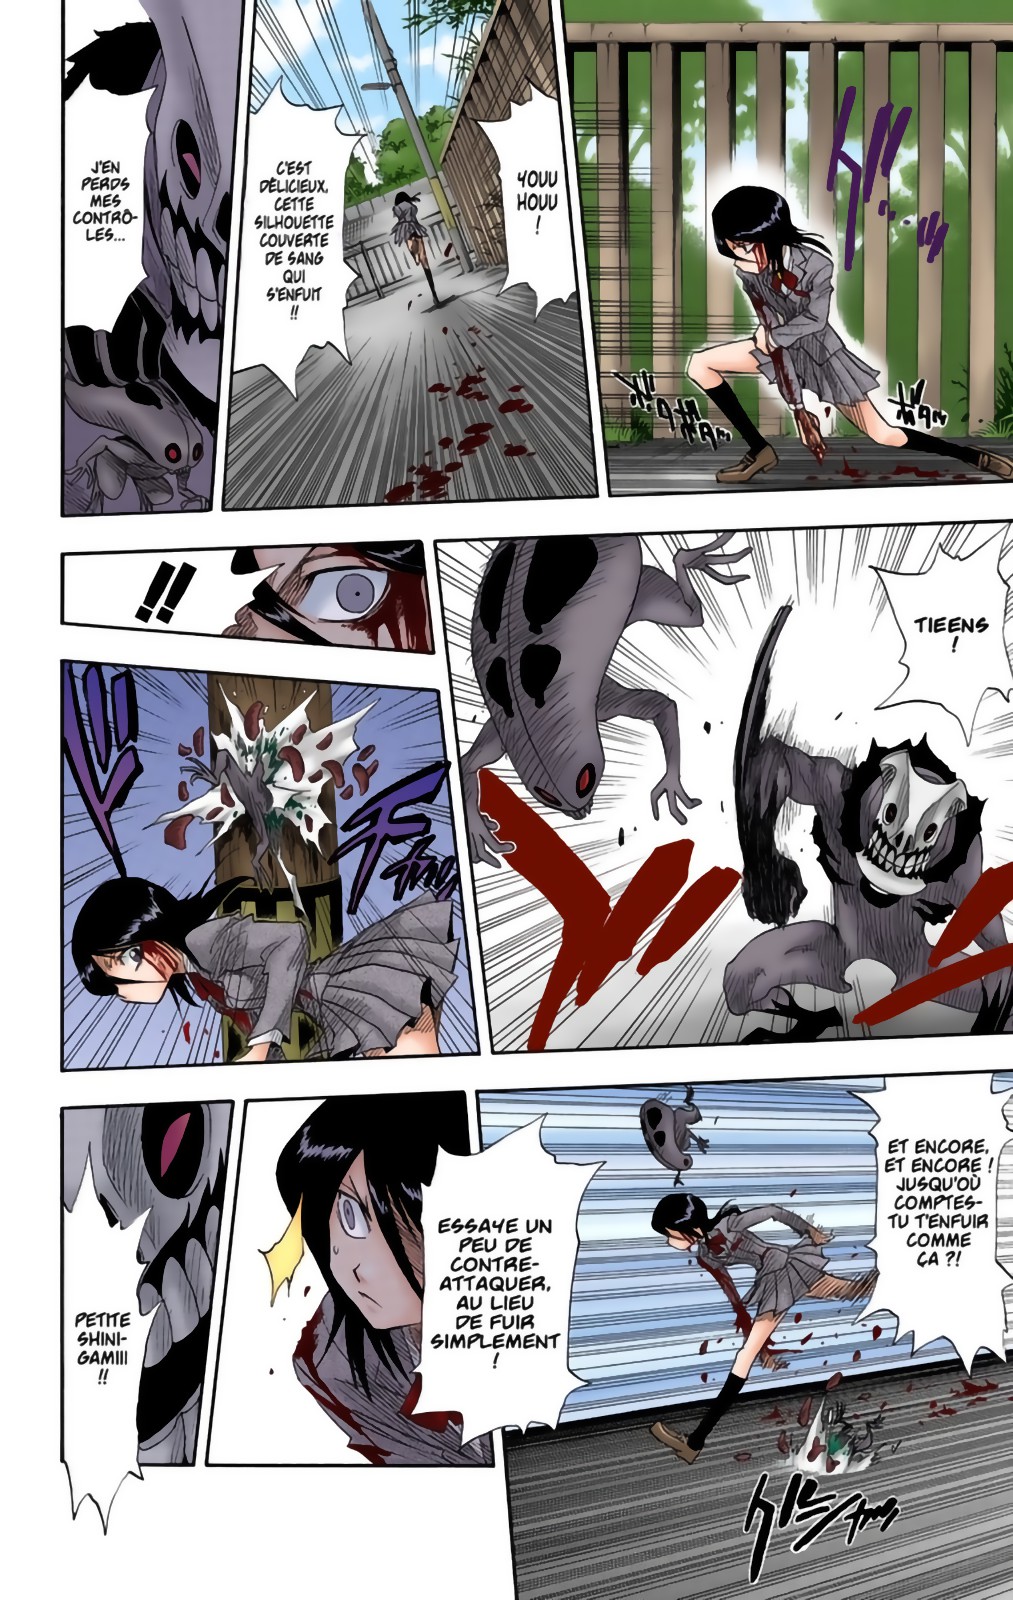 YOUU
HOUU
!
C'EST
DÉLICIEUX,
CETTE
SILHOUETTE
COUVERTE
DE SANG
QUI
S'ENFUIT
!!
J'EN
PERDS
MES
CONTRÔ-
LES...
TIEENS
!
!!
ET ENCORE,
ET ENCORE !
JUSQU'OÙ
COMPTES-
TU T'ENFUIR
COMME
ÇA ?!
ESSAYE UN
PEU DE
CONTRE-
ATTAQUER,
AU LIEU
DE FUIR
SIMPLEMENT
!
PETITE
SHINI-
GAMIII
!!